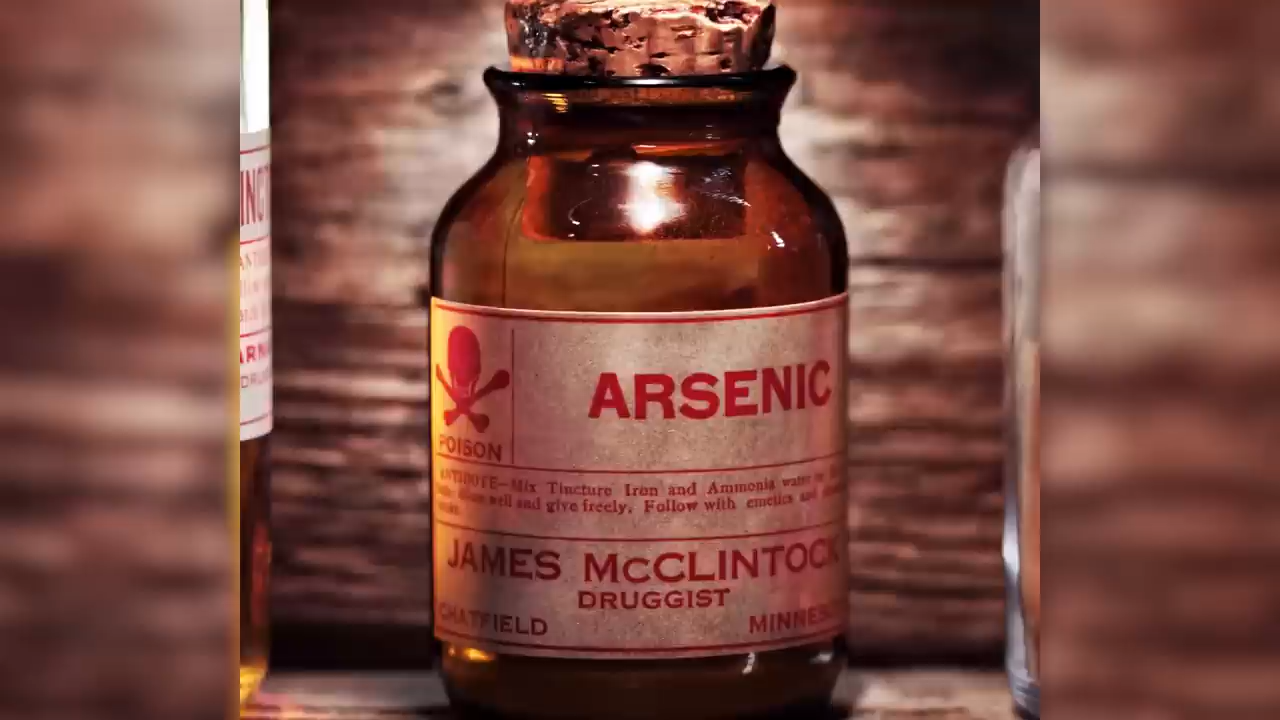 ARSENIC
POISON
ANTIDOTE—Mix Tincture Iron and Ammonia water
well and give freely. Follow with emetics and
JAMES McCLINTOCK
DRUGGIST
CHATFIELD MINNES